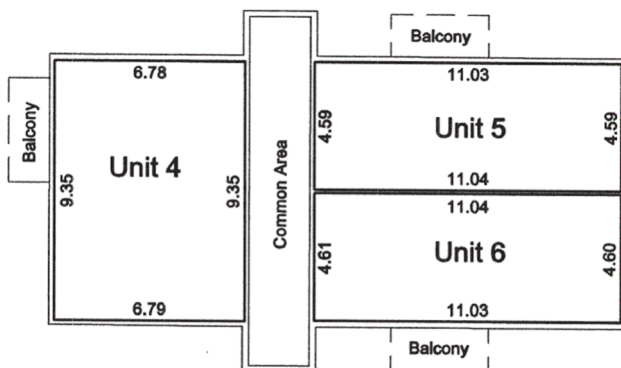 Balcony
6.78
11.03
Balcony
9.35
Unit 4
9.35
Common Area
4.59
Unit 5
4.59
11.04
11.04
4.61
Unit 6
4.60
6.79
11.03
Balcony